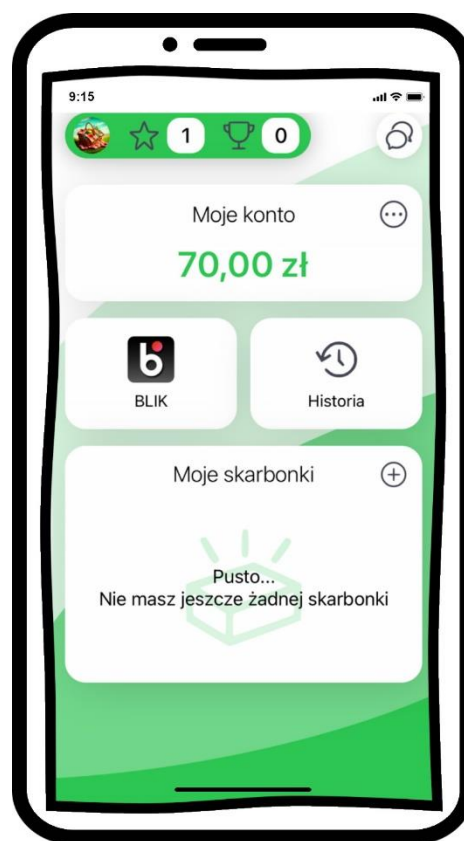 9:15
1 0
Moje konto
70,00 zł
b
BLIK
Historia
Moje skarbonki
Pusto...
Nie masz jeszcze żadnej skarbonki